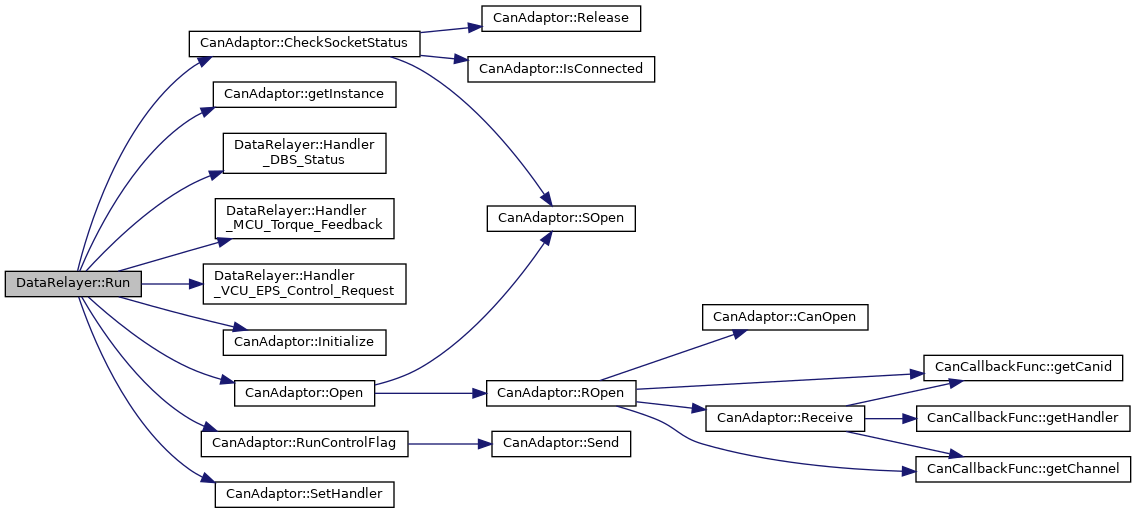 DataRelayer::Run
CanAdaptor::CheckSocketStatus
CanAdaptor::getInstance
DataRelayer::Handler
_DBS_Status
DataRelayer::Handler
_MCU_Torque_Feedback
DataRelayer::Handler
_VCU_EPS_Control_Request
CanAdaptor::Initialize
CanAdaptor::Open
CanAdaptor::RunControlFlag
CanAdaptor::SetHandler
CanAdaptor::Release
CanAdaptor::IsConnected
CanAdaptor::SOpen
CanAdaptor::ROpen
CanAdaptor::Send
CanAdaptor::CanOpen
CanAdaptor::Receive
CanCallbackFunc::getCanid
CanCallbackFunc::getHandler
CanCallbackFunc::getChannel